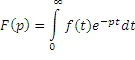 F(p) = ∫₀^∞ f(t)e^{-pt}dt